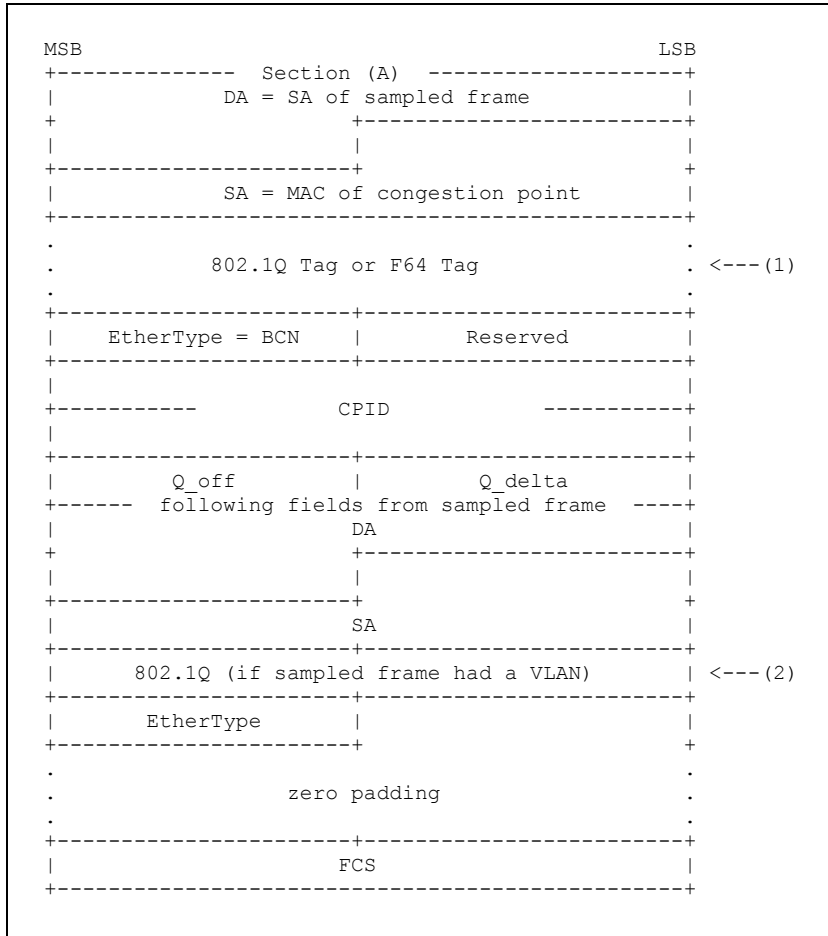 MSB LSB
+-------------- Section (A) --------------------+
| DA = SA of sampled frame |
+ +------------------------+
| | |
+----------------------+ +
| SA = MAC of congestion point |
+-----------------------------------------------+
. .
. 802.1Q Tag or F64 Tag . <---(1)
. .
+----------------------+------------------------+
| EtherType = BCN | Reserved |
+----------------------+------------------------+
| |
+----------- CPID -----------+
| |
+----------------------+------------------------+
| Q_off | Q_delta |
+------ following fields from sampled frame ----+
| DA |
+ +------------------------+
| | |
+----------------------+ +
| SA |
+----------------------+------------------------+
| 802.1Q (if sampled frame had a VLAN) | <---(2)
+----------------------+------------------------+
| EtherType | |
+----------------------+ +
. .
. zero padding .
. .
+----------------------+------------------------+
| FCS |
+-----------------------------------------------+